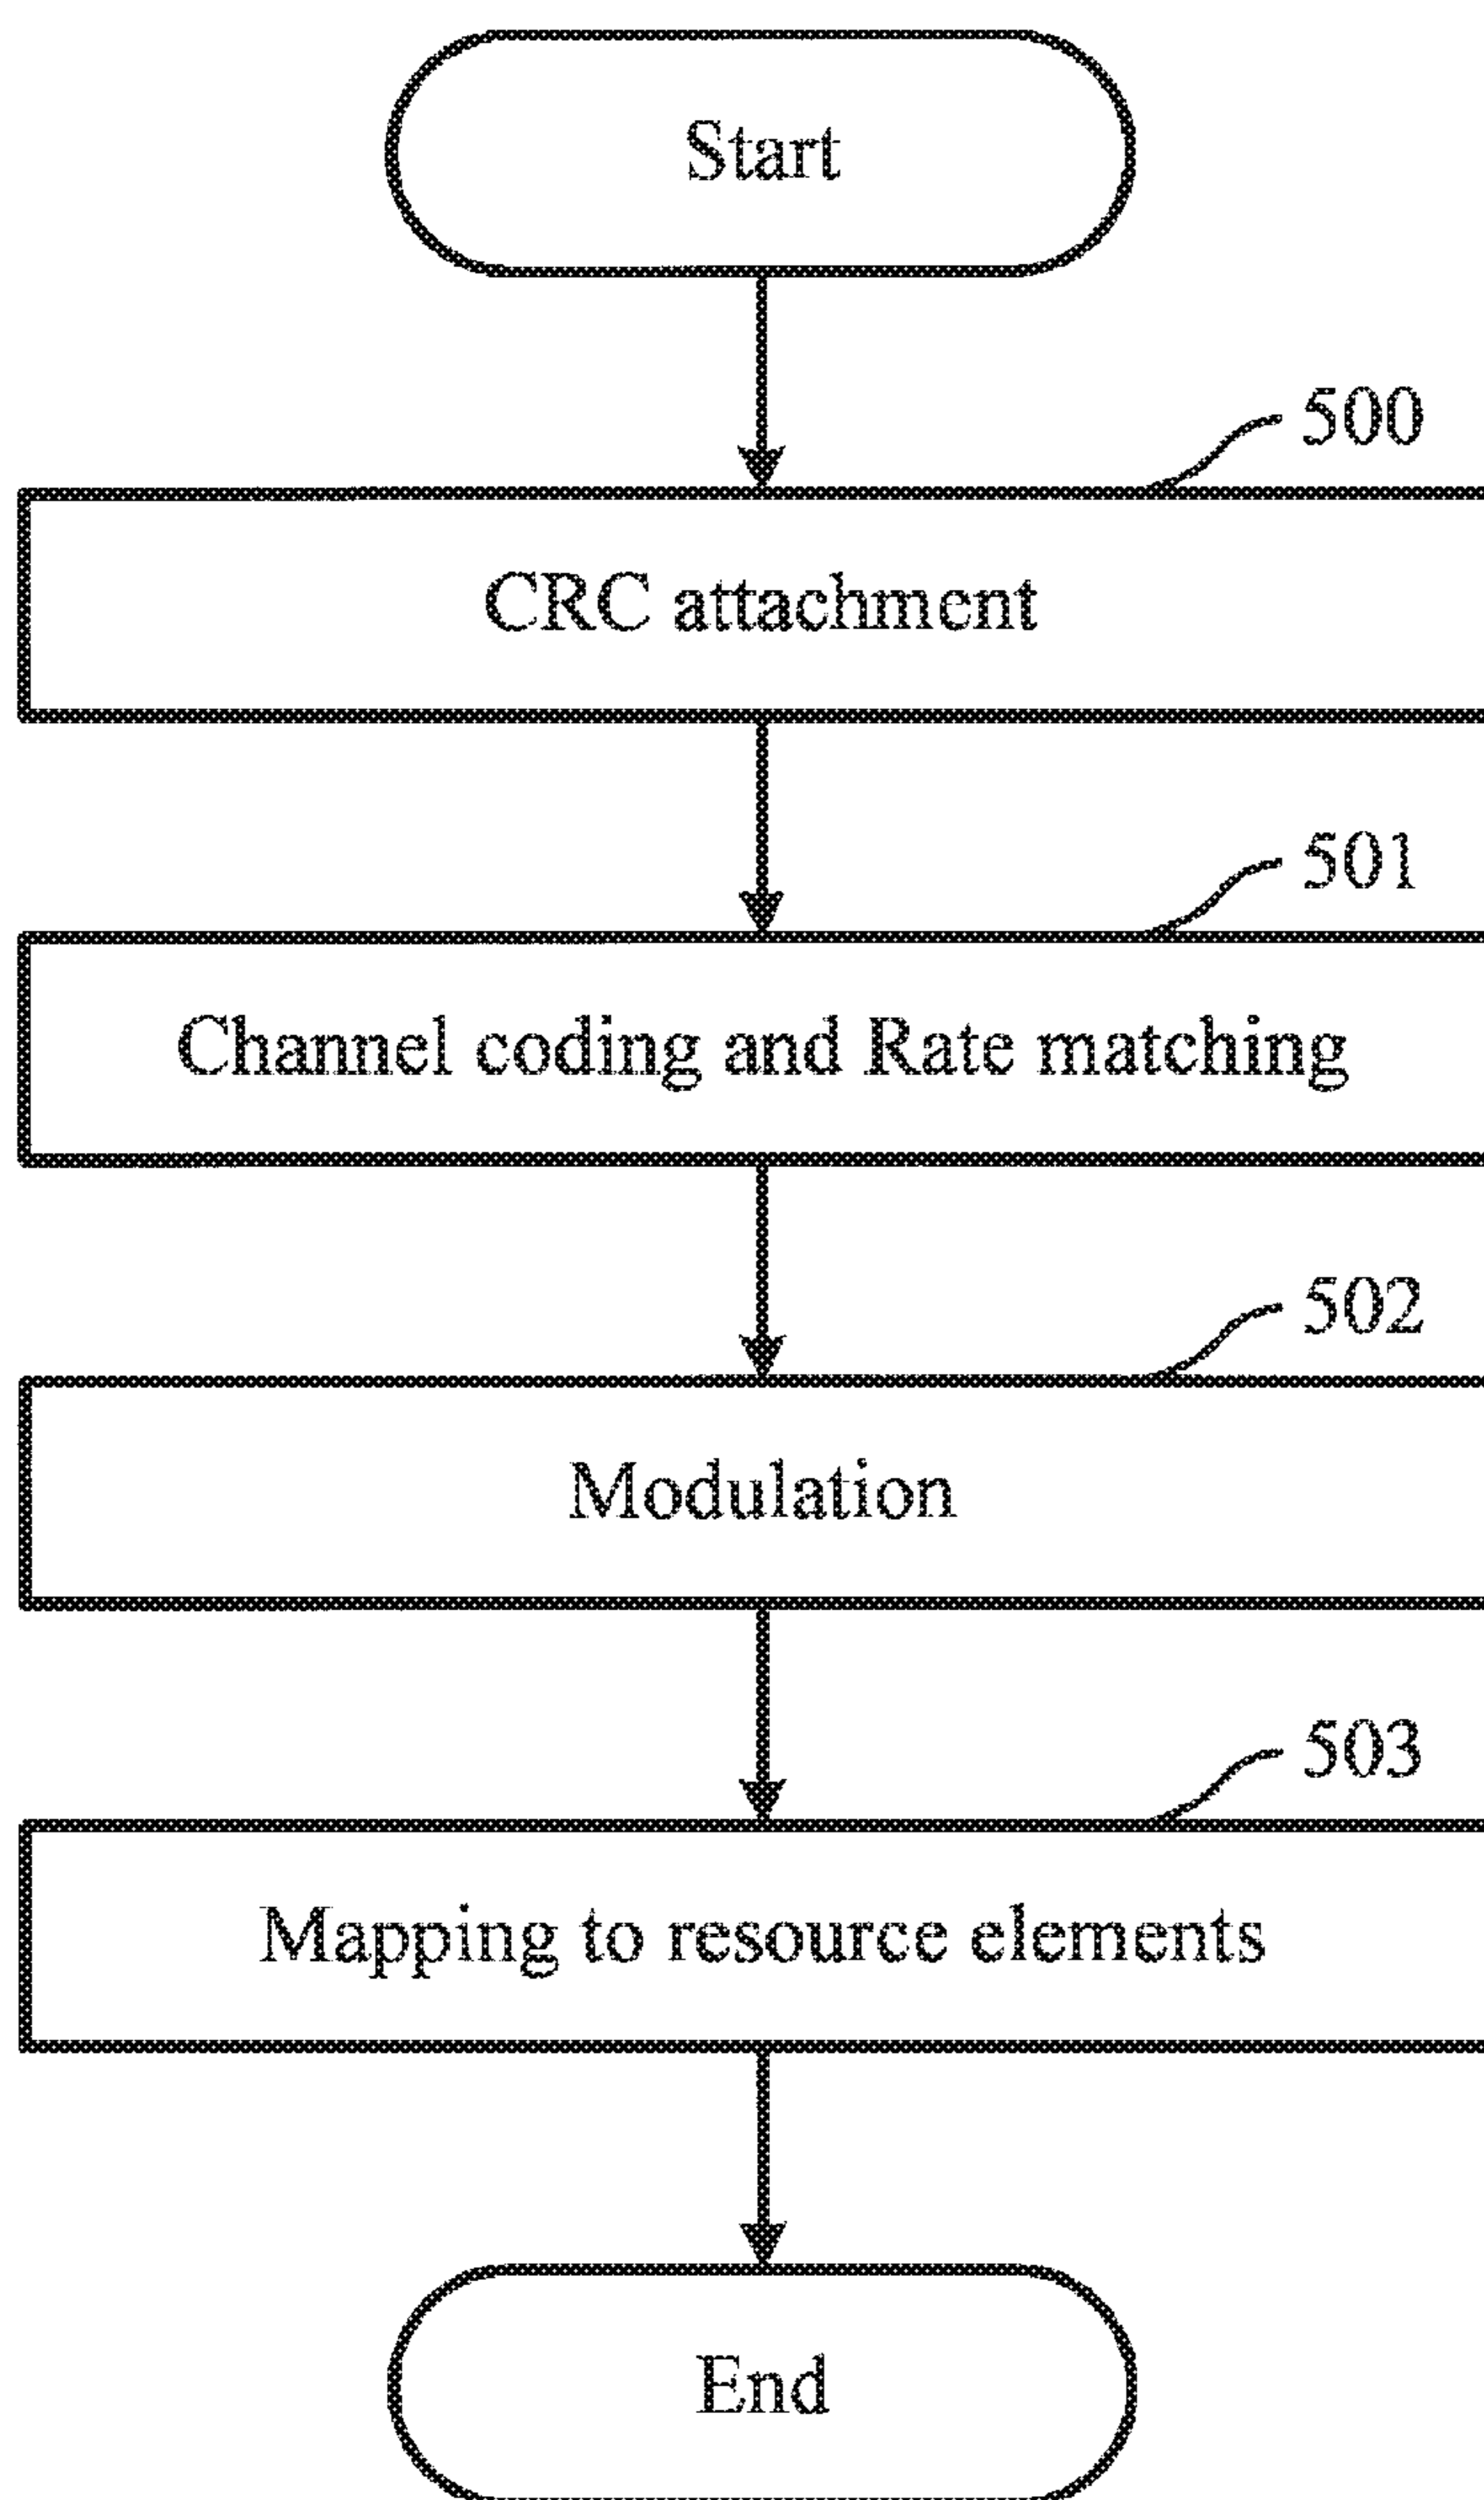 Start
500
CRC attachment
501
Channel coding and Rate matching
502
Modulation
503
Mapping to resource elements
End